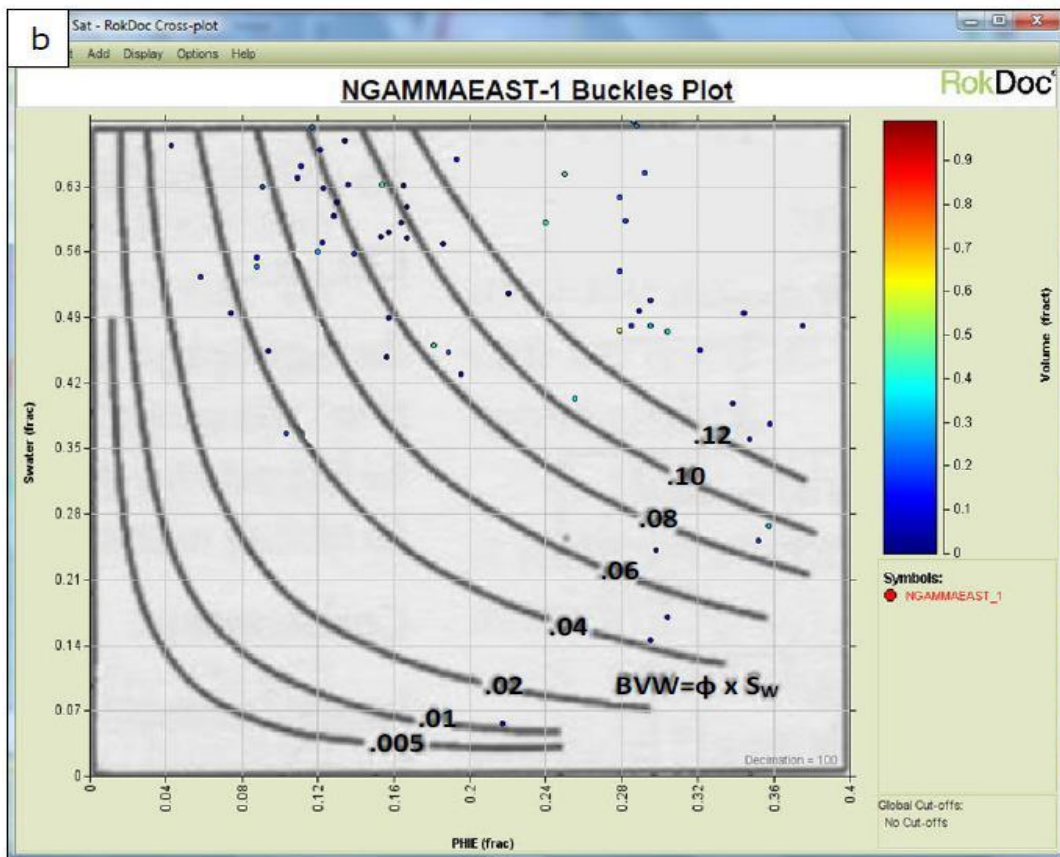 b
Sat - RokDoc Cross-plot
Add Display Options Help
NGAMMAEAST-1 Buckles Plot
RokDoc
Swater (frac)
0.63
0.56
0.49
0.42
0.35
0.28
0.21
0.14
0.07
0
.12
.10
.08
.06
.04
.02
.01
.005
BVW=ϕ x Sw
Decimation = 100
0
0.04
0.08
0.12
0.16
0.2
0.24
0.28
0.32
0.36
0.4
PHIE (frac)
0.9
0.8
0.7
0.6
0.5
0.4
0.3
0.2
0.1
0
Volume (fract)
Symbols:
NGAMMAEAST_1
Global Cut-offs:
No Cut-offs